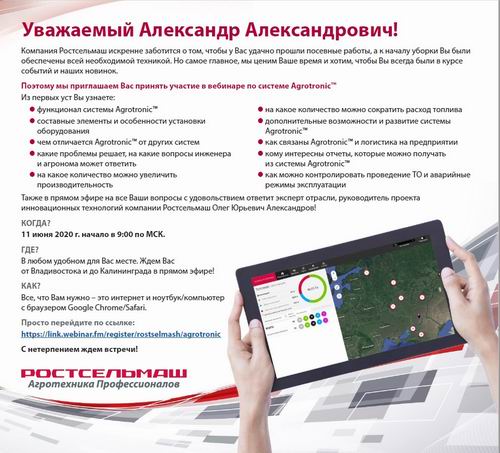 Уважаемый Александр Александрович!
Компания Ростсельмаш искренне заботится о том, чтобы у Вас удачно прошли посевные работы, а к началу уборки Вы были
обеспечены всей необходимой техникой. Но самое главное, мы ценим Ваше время и хотим, чтобы Вы всегда были в курсе
событий и наших новинок.
Поэтому мы приглашаем Вас принять участие в вебинаре по системе Agrotronic™
Из первых уст Вы узнаете:
• функционал системы Agrotronic™
• составные элементы и особенности установки
оборудования
• чем отличается Agrotronic™ от других систем
• какие проблемы решает, на какие вопросы инженера
и агронома может ответить
• на какое количество можно увеличить
производительность
• на какое количество можно сократить расход топлива
• дополнительные возможности и развитие системы
Agrotronic™
• как связаны Agrotronic™ и логистика на предприятии
• кому интересны отчеты, которые можно получать
из системы Agrotronic™
• как можно контролировать проведение ТО и аварийные
режимы эксплуатации
Также в прямом эфире на все Ваши вопросы с удовольствием ответит эксперт отрасли, руководитель проекта
инновационных технологий компании Ростсельмаш Олег Юрьевич Александров!
КОГДА?
11 июня 2020 г. начало в 9:00 по МСК.
ГДЕ?
В любом удобном для Вас месте. Ждем Вас
от Владивостока и до Калининграда в прямом эфире!
КАК?
Все, что Вам нужно – это интернет и ноутбук/компьютер
с браузером Google Chrome/Safari.
Просто перейдите по ссылке:
https://link.webinar.fm/register/rostselmash/agrotronic
С нетерпением ждем встречи!
РОСТСЕЛЬМАШ
Агротехника Профессионалов